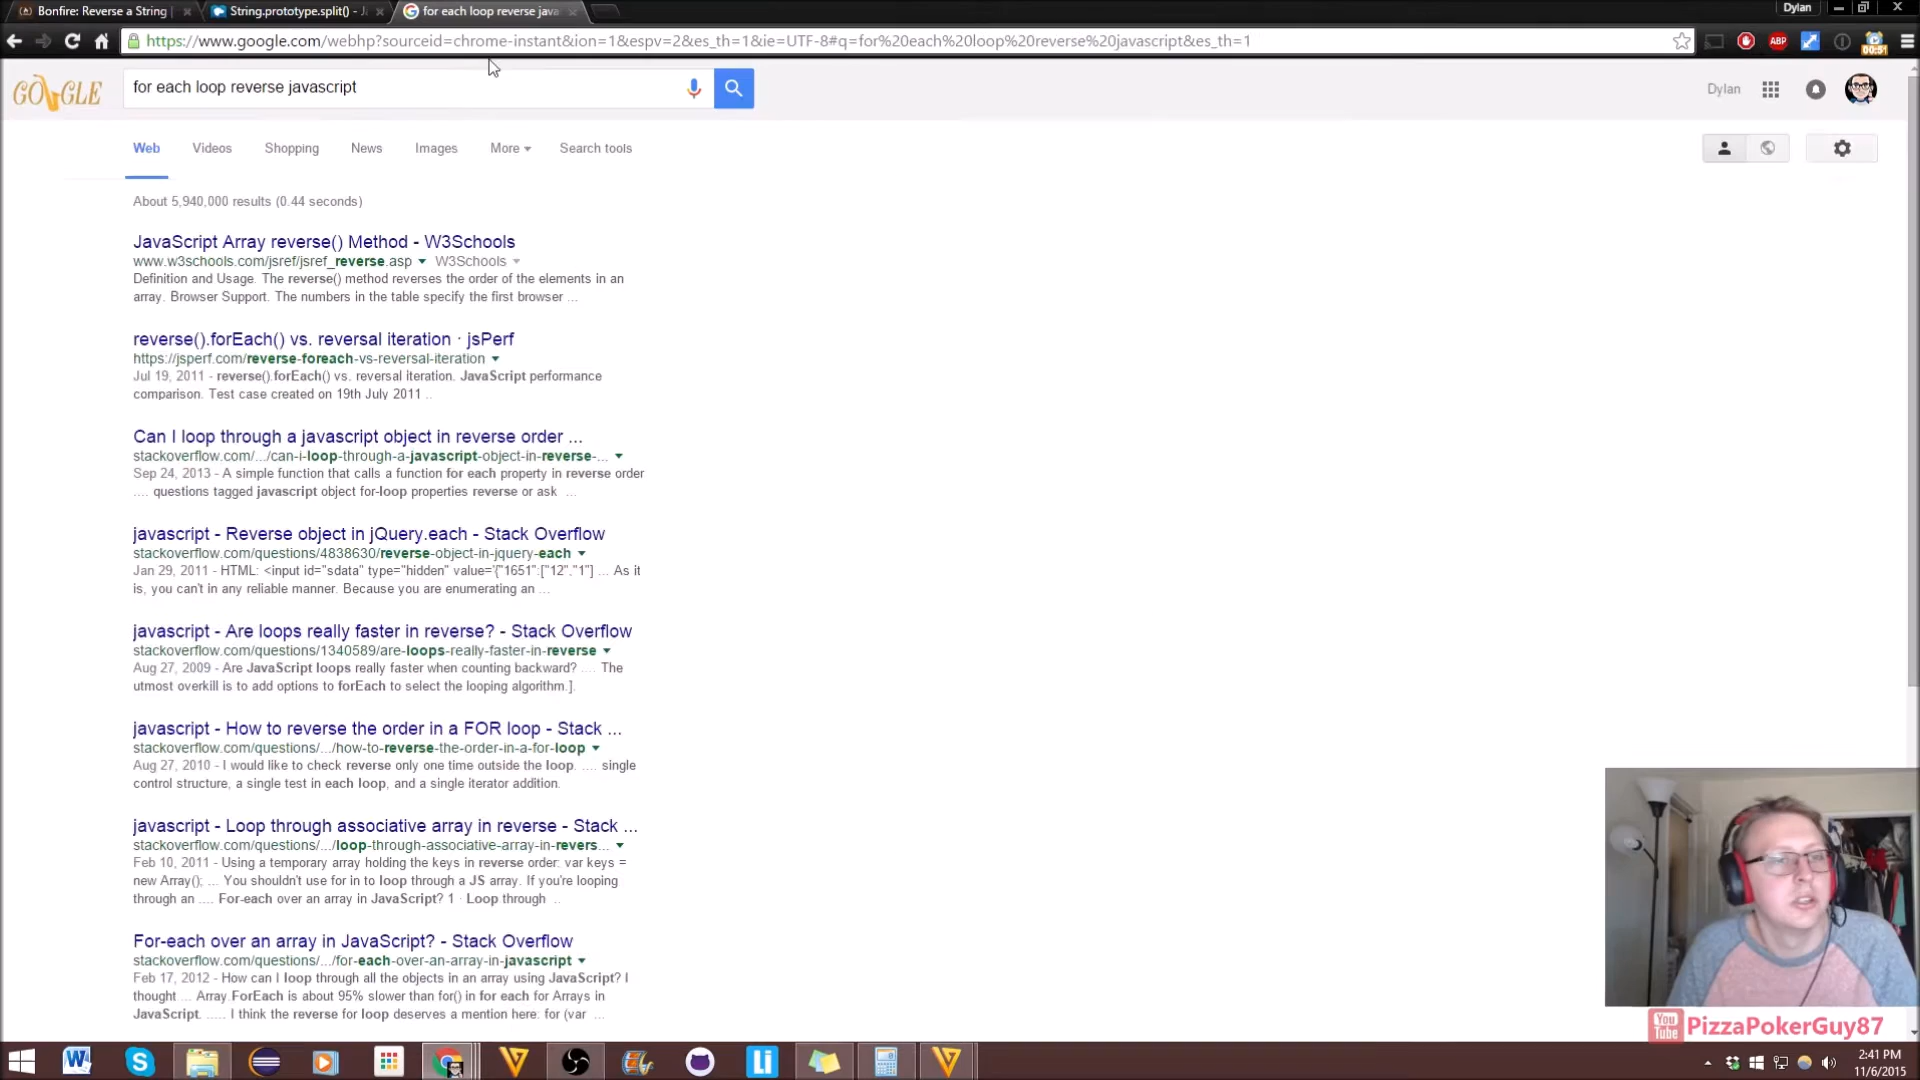 Bonfire: Reverse a String |
String.prototype.split() - Ja
for each loop reverse java
Dylan
https://www.google.com/webhp?sourceid=chrome-instant&ion=1&espv=2&es_th=1&ie=UTF-8#q=for%20each%20loop%20reverse%20javascript&es_th=1
ABP
00:51
GOOGLE
for each loop reverse javascript
Dylan
Web Videos Shopping News Images More Search tools
About 5,940,000 results (0.44 seconds)
JavaScript Array reverse() Method - W3Schools
www.w3schools.com/jsref/jsref_reverse.asp W3Schools
Definition and Usage. The reverse() method reverses the order of the elements in an
array. Browser Support. The numbers in the table specify the first browser ...
reverse().forEach() vs. reversal iteration · jsPerf
https://jsperf.com/reverse-foreach-vs-reversal-iteration
Jul 19, 2011 - reverse().forEach() vs. reversal iteration. JavaScript performance
comparison. Test case created on 19th July 2011 ..
Can I loop through a javascript object in reverse order ...
stackoverflow.com/.../can-i-loop-through-a-javascript-object-in-reverse-...
Sep 24, 2013 - A simple function that calls a function for each property in reverse order
.... questions tagged javascript object for-loop properties reverse or ask ...
javascript - Reverse object in jQuery.each - Stack Overflow
stackoverflow.com/questions/4838630/reverse-object-in-jquery-each
Jan 29, 2011 - HTML: <input id="sdata" type="hidden" value='{"1651":["12","1"] ... As it
is, you can't in any reliable manner. Because you are enumerating an ...
javascript - Are loops really faster in reverse? - Stack Overflow
stackoverflow.com/questions/1340589/are-loops-really-faster-in-reverse
Aug 27, 2009 - Are JavaScript loops really faster when counting backward? .... The
utmost overkill is to add options to forEach to select the looping algorithm.].
javascript - How to reverse the order in a FOR loop - Stack ...
stackoverflow.com/questions/.../how-to-reverse-the-order-in-a-for-loop
Aug 27, 2010 - I would like to check reverse only one time outside the loop. .... single
control structure, a single test in each loop, and a single iterator addition.
javascript - Loop through associative array in reverse - Stack ...
stackoverflow.com/questions/.../loop-through-associative-array-in-revers...
Feb 10, 2011 - Using a temporary array holding the keys in reverse order: var keys =
new Array(); ... You shouldn't use for in to loop through a JS array. If you're looping
through an .... For-each over an array in JavaScript? 1 · Loop through ..
For-each over an array in JavaScript? - Stack Overflow
stackoverflow.com/questions/.../for-each-over-an-array-in-javascript
Feb 17, 2012 - How can I loop through all the objects in an array using JavaScript? I
thought .... Array.ForEach is about 95% slower than for() in for each for Arrays in
JavaScript. ..... I think the reverse for loop deserves a mention here: for (var ...
You Tube PizzaPokerGuy87
2:41 PM
11/6/2015